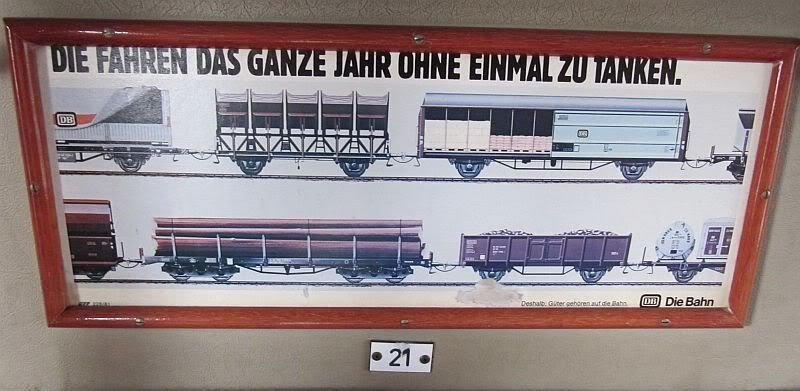 DIE FAHREN DAS GANZE JAHR OHNE EINMAL ZU TANKEN.
DB
DB
Deshalb: Güter gehören auf die Bahn.
DB Die Bahn
21